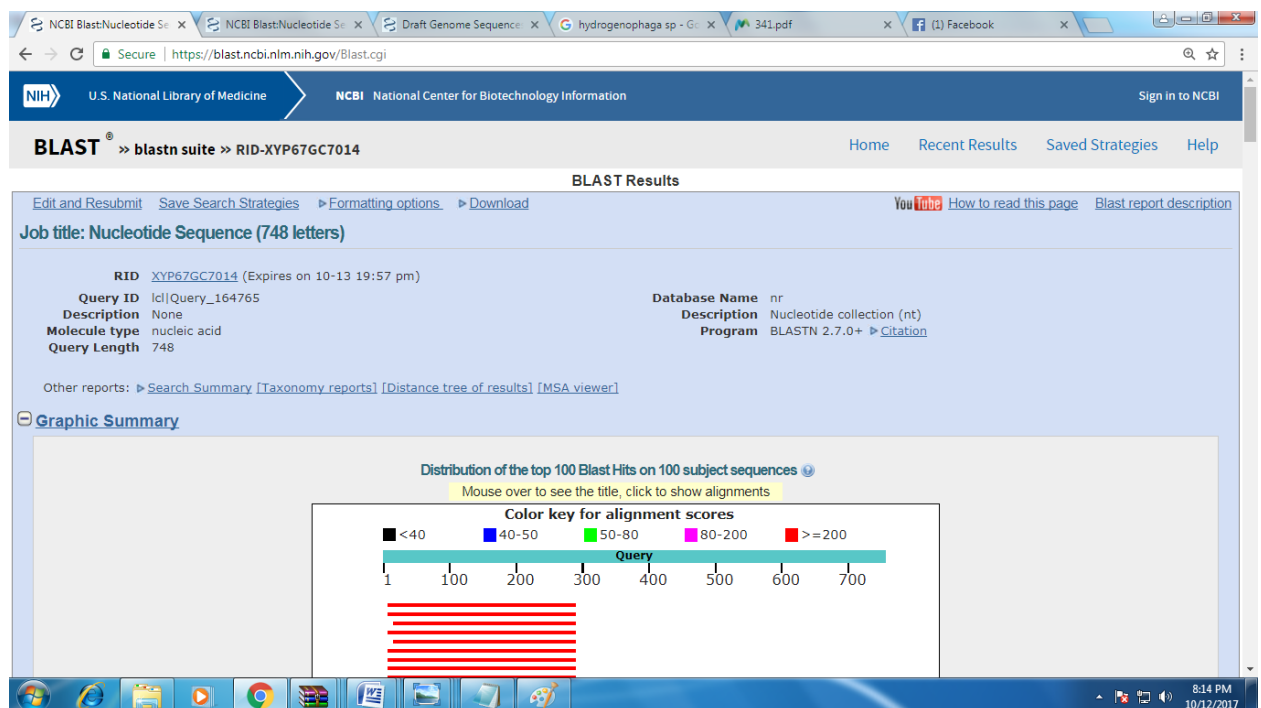 NCBI Blast:Nucleotide Se NCBI Blast:Nucleotide Se Draft Genome Sequence hydrogenophaga sp - Go 341.pdf (1) Facebook
Secure https://blast.ncbi.nlm.nih.gov/Blast.cgi
NIH U.S. National Library of Medicine NCBI National Center for Biotechnology Information Sign in to NCBI
BLAST ® » blastn suite » RID-XYP67GC7014 Home Recent Results Saved Strategies Help
BLAST Results
Edit and Resubmit Save Search Strategies Formatting options Download YouTube How to read this page Blast report description
Job title: Nucleotide Sequence (748 letters)
RID XYP67GC7014 (Expires on 10-13 19:57 pm)
Query ID lcl|Query_164765 Database Name nr
Description None Description Nucleotide collection (nt)
Molecule type nucleic acid Program BLASTN 2.7.0+ Citation
Query Length 748
Other reports: Search Summary [Taxonomy reports] [Distance tree of results] [MSA viewer]
Graphic Summary
Distribution of the top 100 Blast Hits on 100 subject sequences
Mouse over to see the title, click to show alignments
Color key for alignment scores
<40 40-50 50-80 80-200 >=200
Query
1 100 200 300 400 500 600 700
8:14 PM
10/12/2017